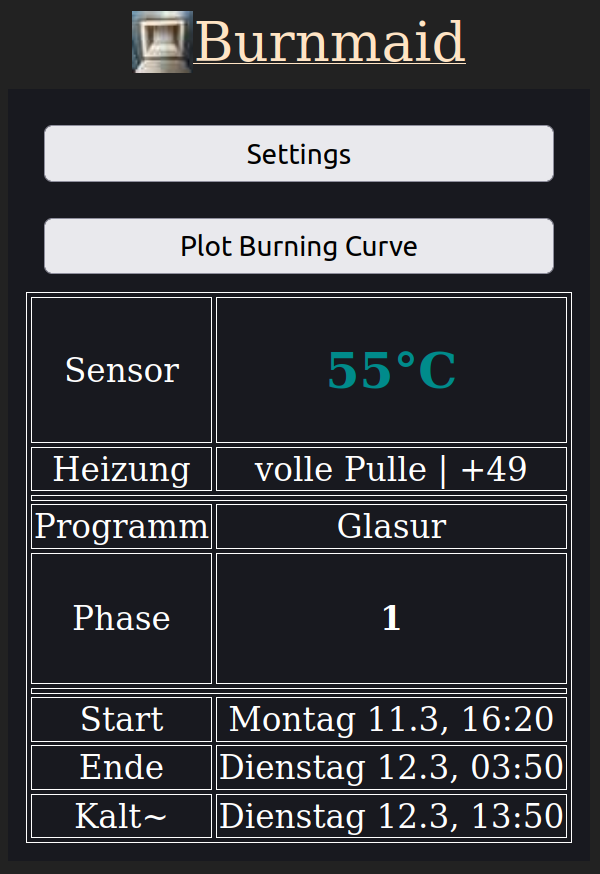 Burnmaid
Settings
Plot Burning Curve
Sensor 55°C
Heizung volle Pulle | +49
Programm Glasur
Phase 1
Start Montag 11.3, 16:20
Ende Dienstag 12.3, 03:50
Kalt~ Dienstag 12.3, 13:50